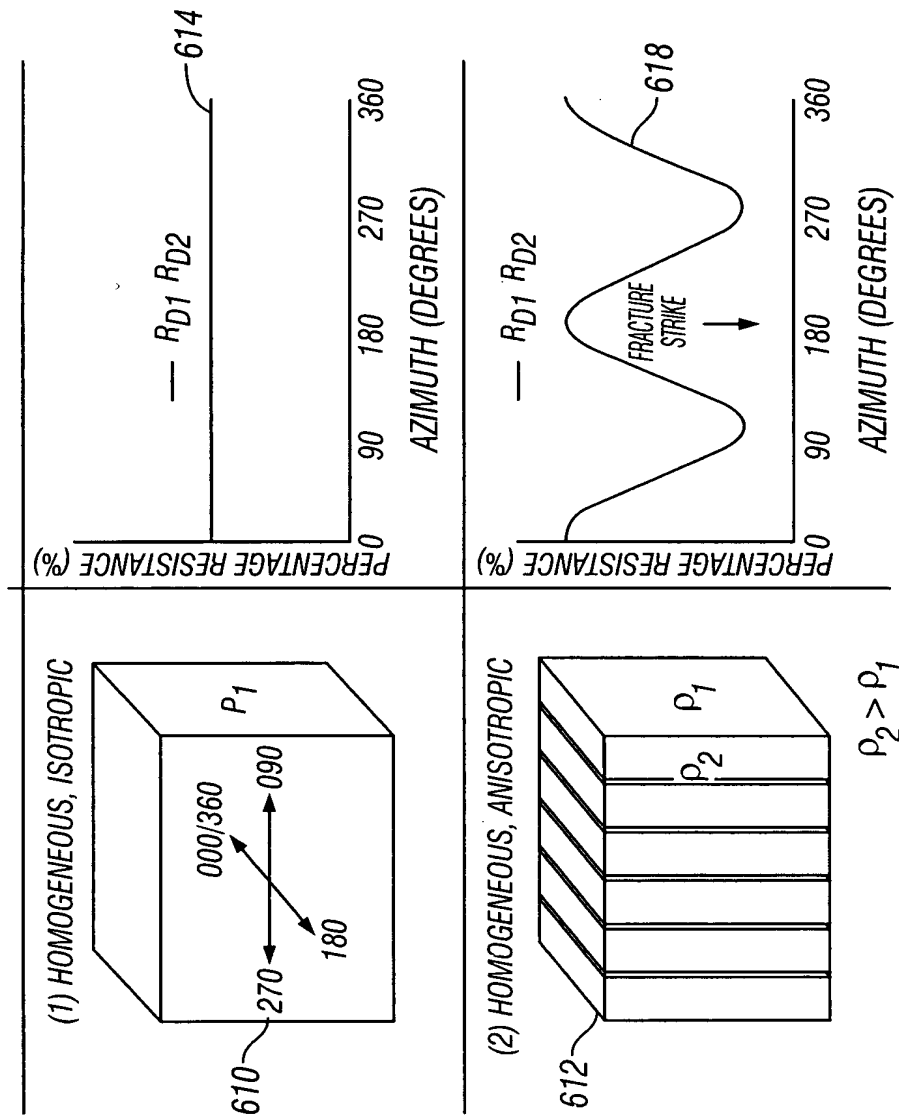 (1) HOMOGENEOUS, ISOTROPIC
P1
000/360
090
180
270
610
PERCENTAGE RESISTANCE (%)
— RD1 RD2
614
0 90 180 270 360
AZIMUTH (DEGREES)
(2) HOMOGENEOUS, ANISOTROPIC
612
ρ1
ρ2
ρ2 > ρ1
PERCENTAGE RESISTANCE (%)
— RD1 RD2
FRACTURE
STRIKE
618
0 90 180 270 360
AZIMUTH (DEGREES)